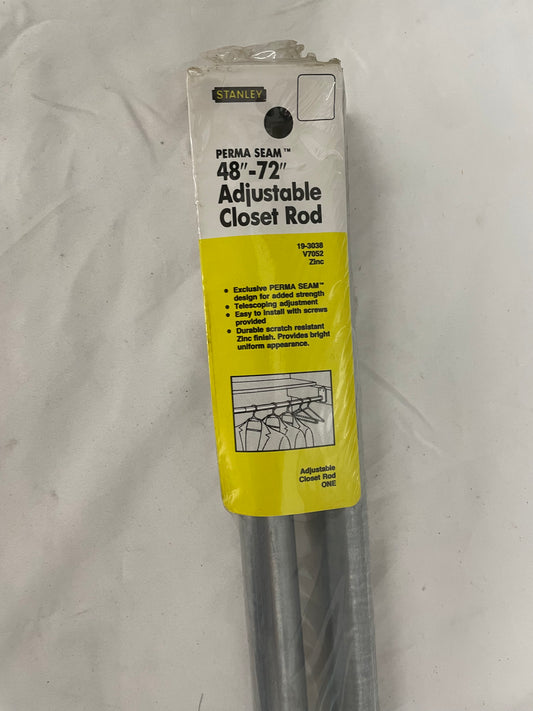 STANLEY
PERMA SEAM™
48"-72"
Adjustable
Closet Rod
19-3038
V7052
Zinc
● Exclusive PERMA SEAM™
design for added strength
● Telescoping adjustment
● Easy to install with screws
provided
● Durable scratch resistant
Zinc finish. Provides bright
uniform appearance.
Adjustable
Closet Rod
ONE